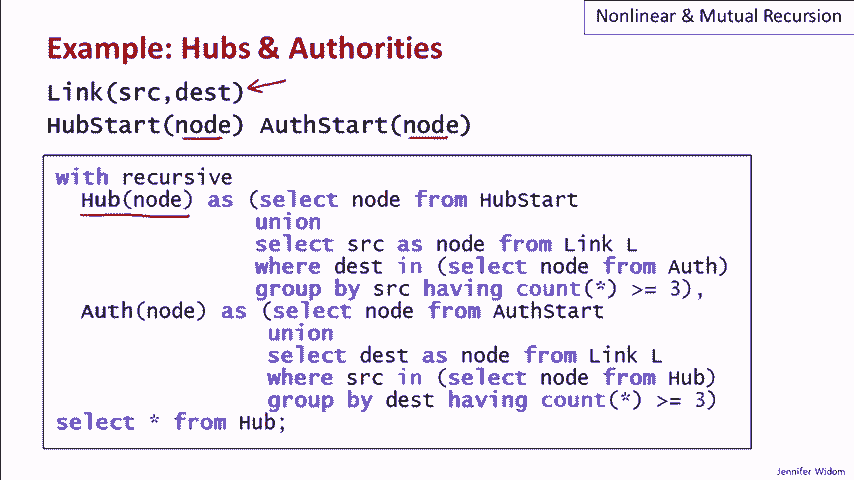 Nonlinear & Mutual Recursion
Example: Hubs & Authorities
Link(src,dest)
HubStart(node) AuthStart(node)
with recursive
Hub(node) as (select node from HubStart
union
select src as node from Link L
where dest in (select node from Auth)
group by src having count(*) >= 3),
Auth(node) as (select node from AuthStart
union
select dest as node from Link L
where src in (select node from Hub)
group by dest having count(*) >= 3)
select * from Hub;
Jennifer Widom